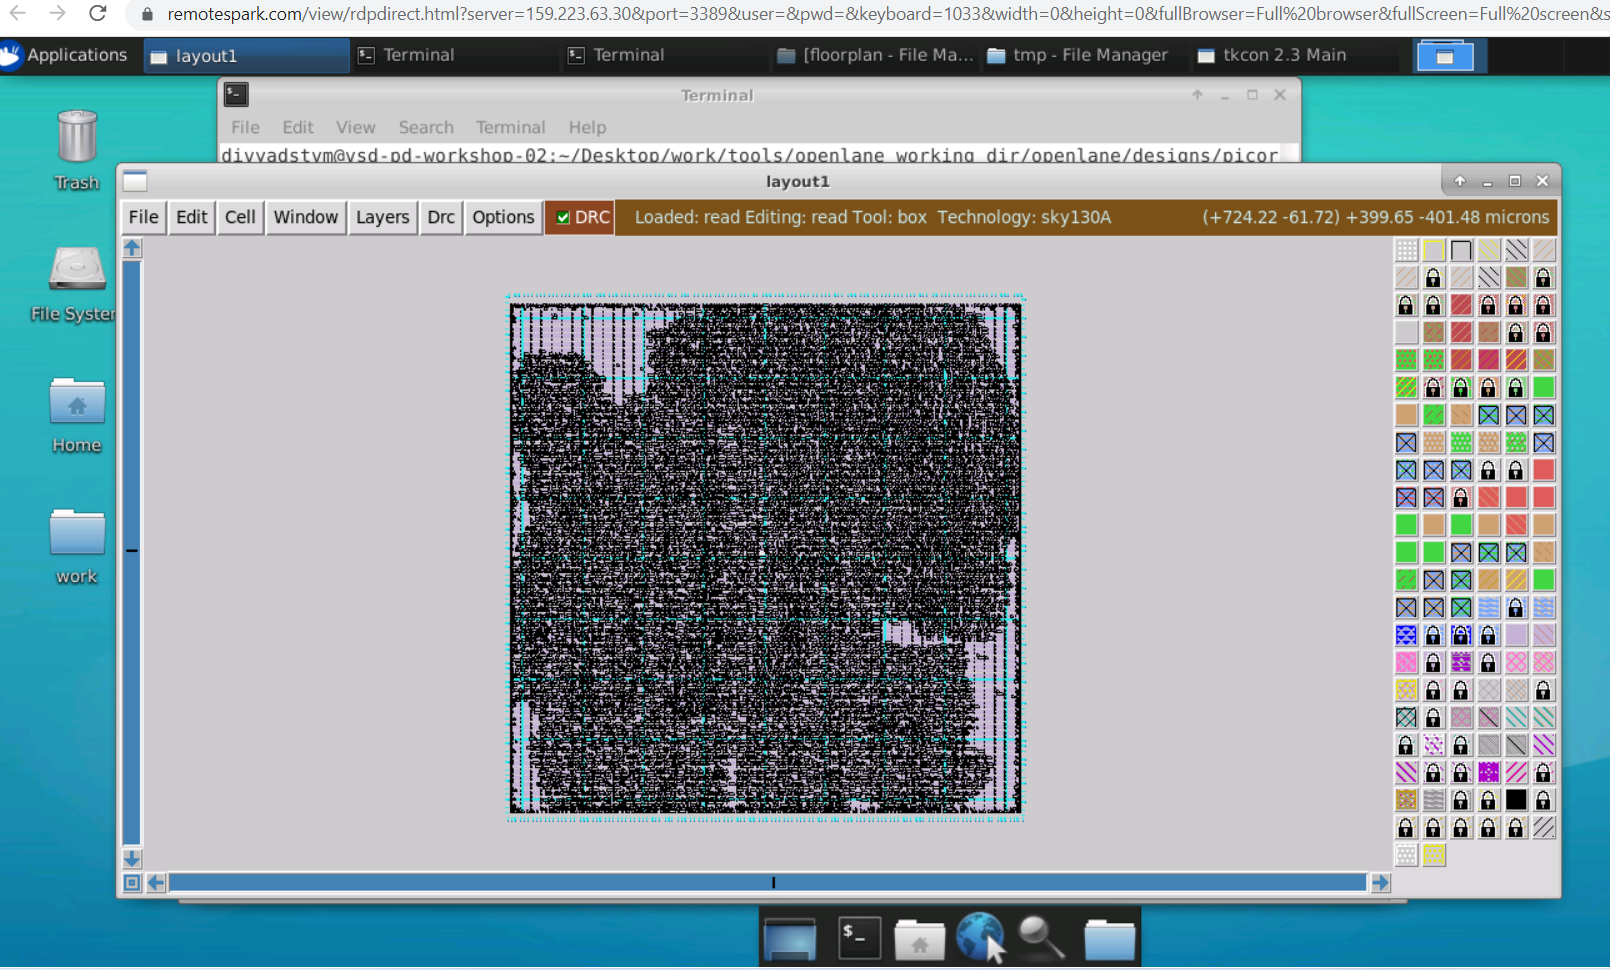 remotespark.com/view/rdpdirect.html?server=159.223.63.30&port=3389&user=&pwd=&keyboard=1033&width=0&height=0&fullBrowser=Full%20browser&fullScreen=Full%20screen&s
Applications
layout1
Terminal
Terminal
[floorplan - File Ma...
tmp - File Manager
tkcon 2.3 Main
Terminal
File Edit View Search Terminal Help
divyadstvm@vsd-pd-workshop-02:~/Desktop/work/tools/openlane_working_dir/openlane/designs/picor
layout1
File Edit Cell Window Layers Drc Options DRC Loaded: read Editing: read Tool: box Technology: sky130A (+724.22 -61.72) +399.65 -401.48 microns
Trash
File System
Home
work